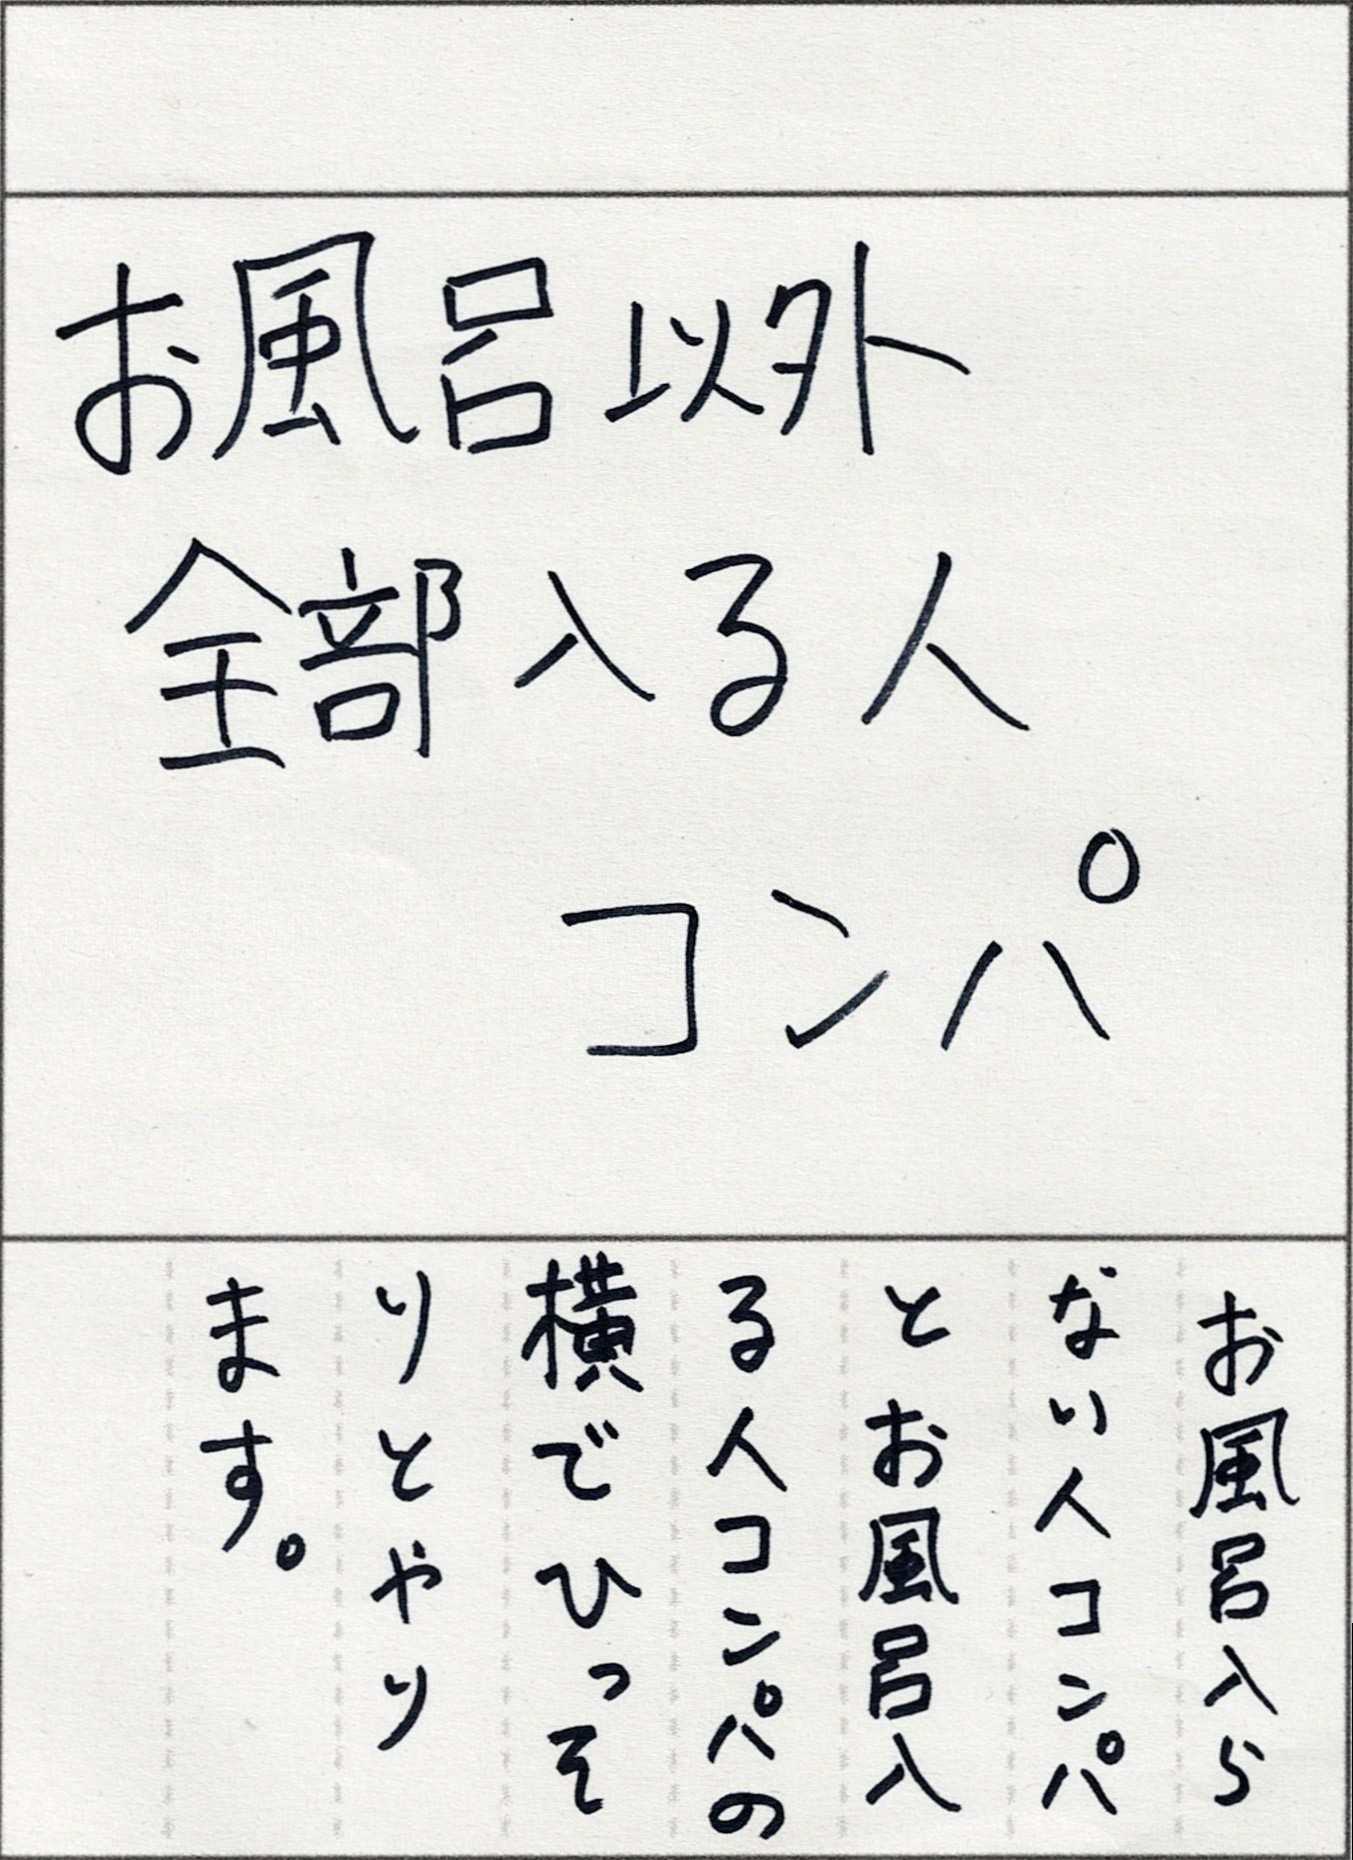 お風呂以外
全部入る人
コンパ
お風呂入ら
ない人コンパ
とお風呂入
る人コンパの
横でひっそ
りとやり
ます。